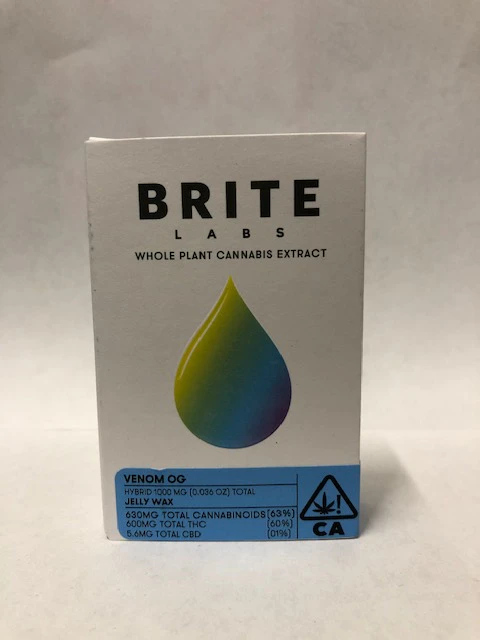 BRITE
LABS
WHOLE PLANT CANNABIS EXTRACT
VENOM OG
HYBRID 1000 MG (0.036 OZ) TOTAL
JELLY WAX
630MG TOTAL CANNABINOIDS (63%)
600MG TOTAL THC (60%)
5.6MG TOTAL CBD (01%)
!
CA